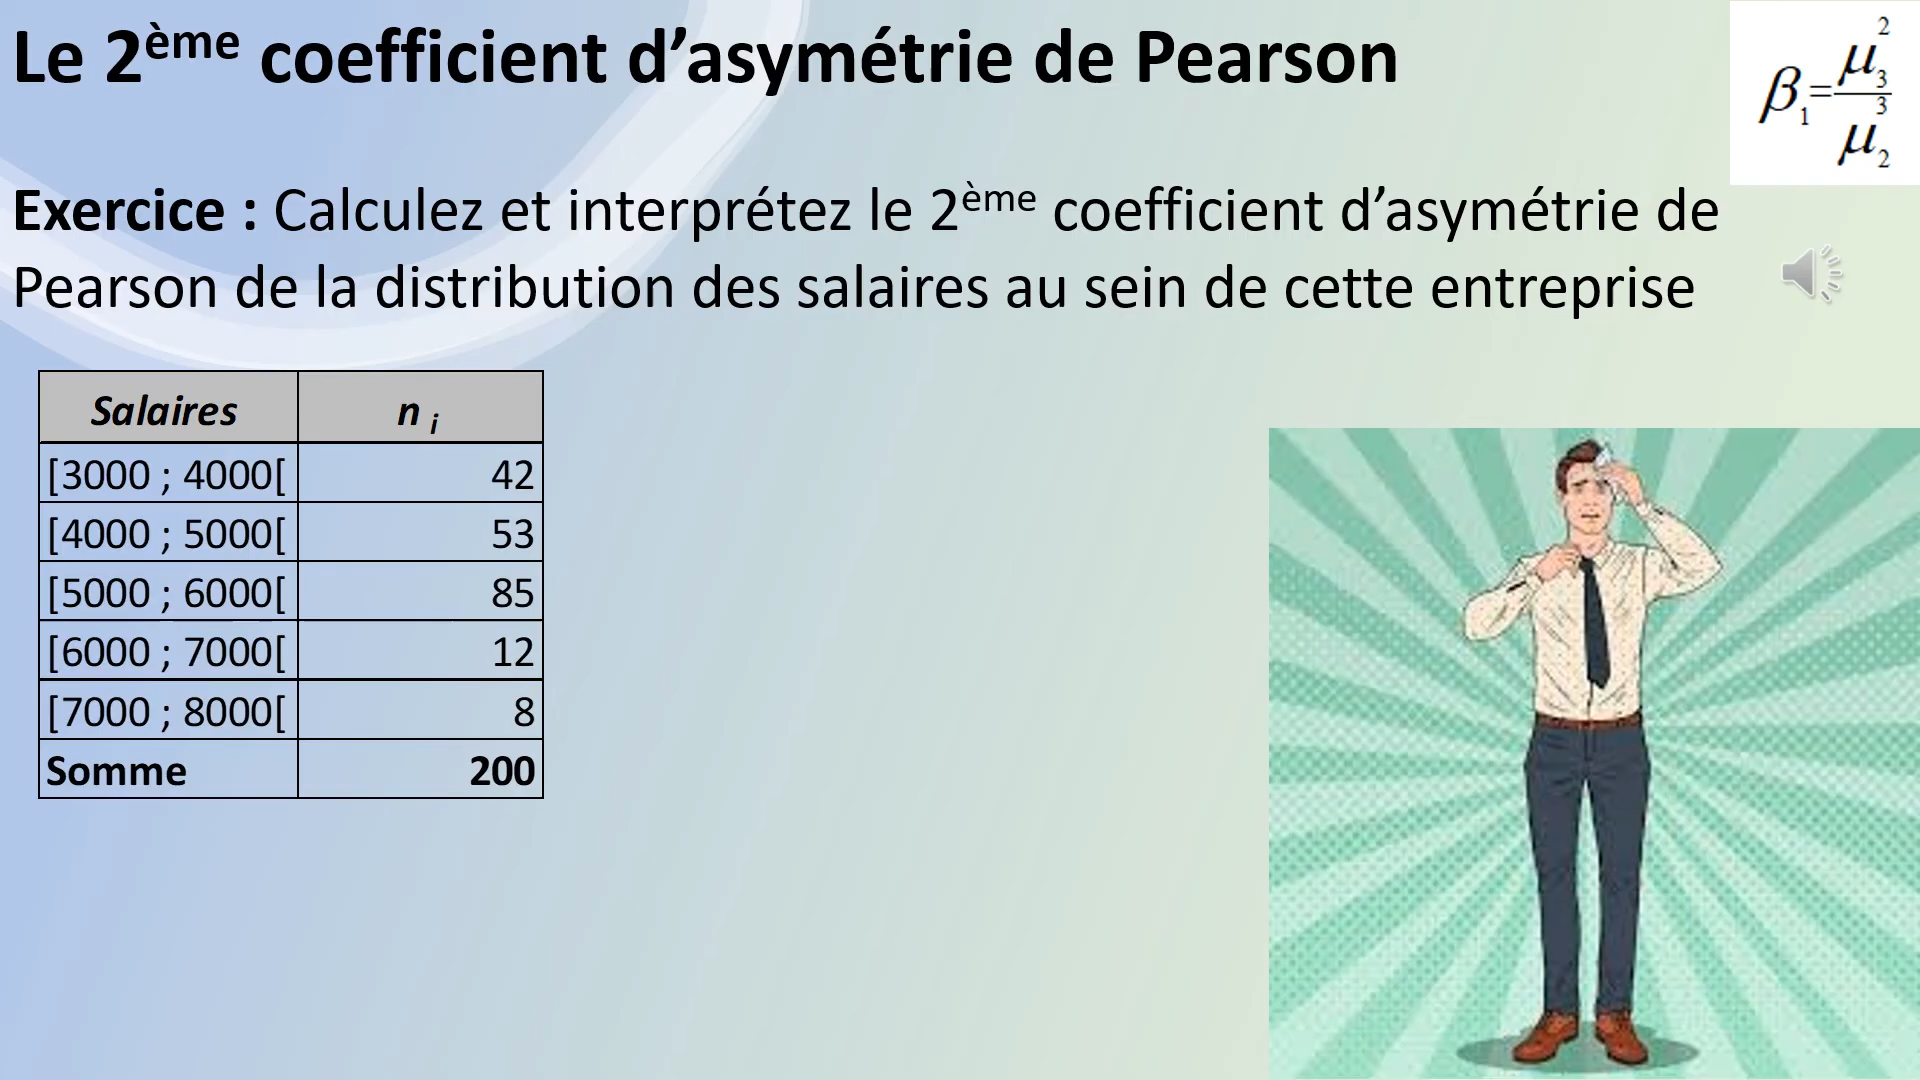 Le 2ème coefficient d’asymétrie de Pearson
β₁=μ₃²/μ₂³
Exercice : Calculez et interprétez le 2ème coefficient d’asymétrie de
Pearson de la distribution des salaires au sein de cette entreprise
Salaires n i
[3000 ; 4000[ 42
[4000 ; 5000[ 53
[5000 ; 6000[ 85
[6000 ; 7000[ 12
[7000 ; 8000[ 8
Somme 200